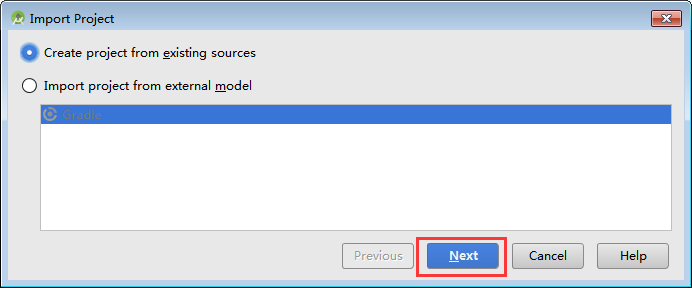 Import Project
Create project from existing sources
Import project from external model
Gradle
Previous
Next
Cancel
Help